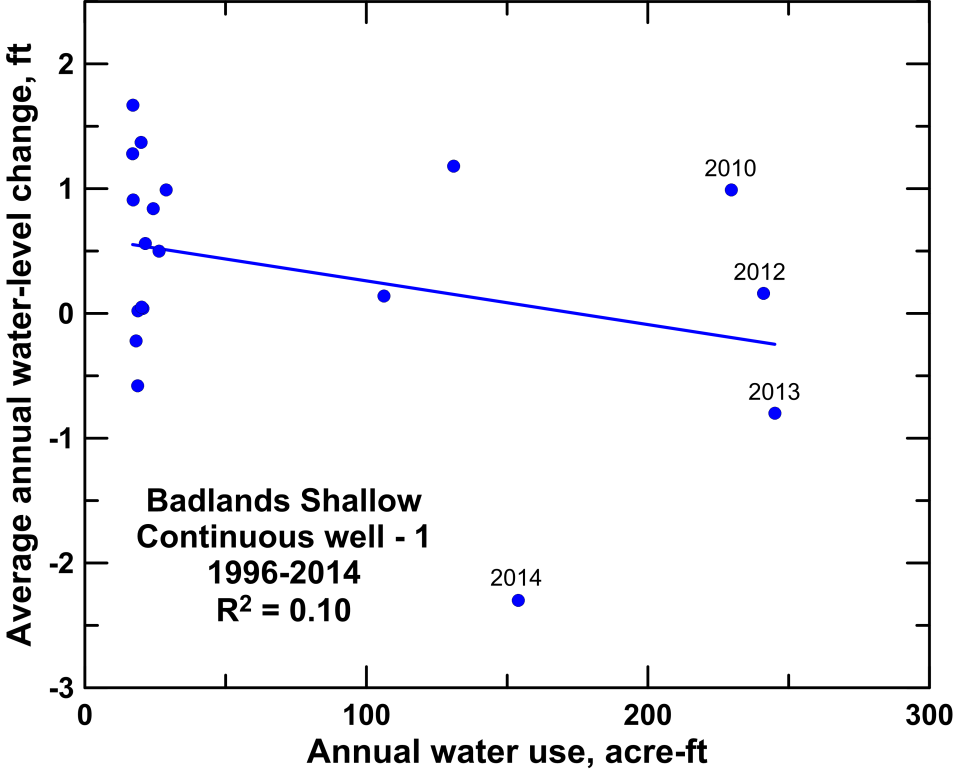 Average annual water-level change, ft
2
1
0
-1
-2
-3
2010
2012
2013
2014
Badlands Shallow
Continuous well - 1
1996-2014
R² = 0.10
0 100 200 300
Annual water use, acre-ft